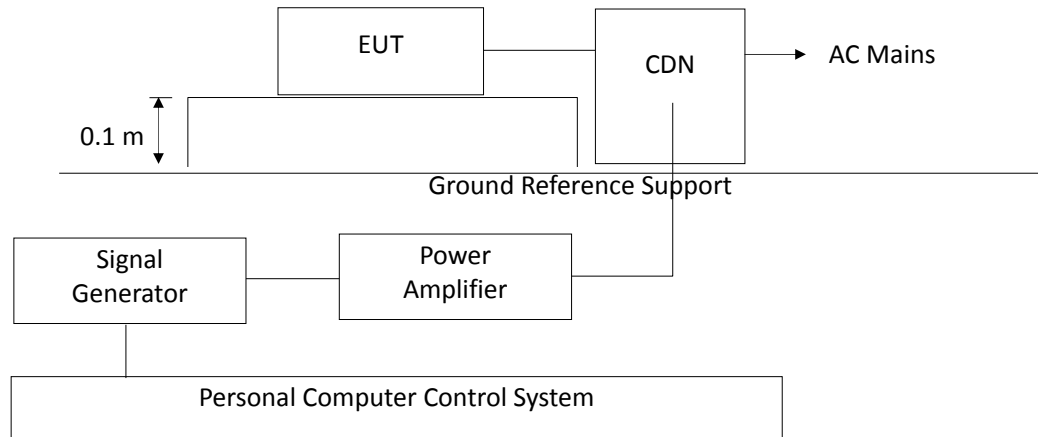 EUT
CDN
AC Mains
0.1 m
Ground Reference Support
Signal
Generator
Power
Amplifier
Personal Computer Control System